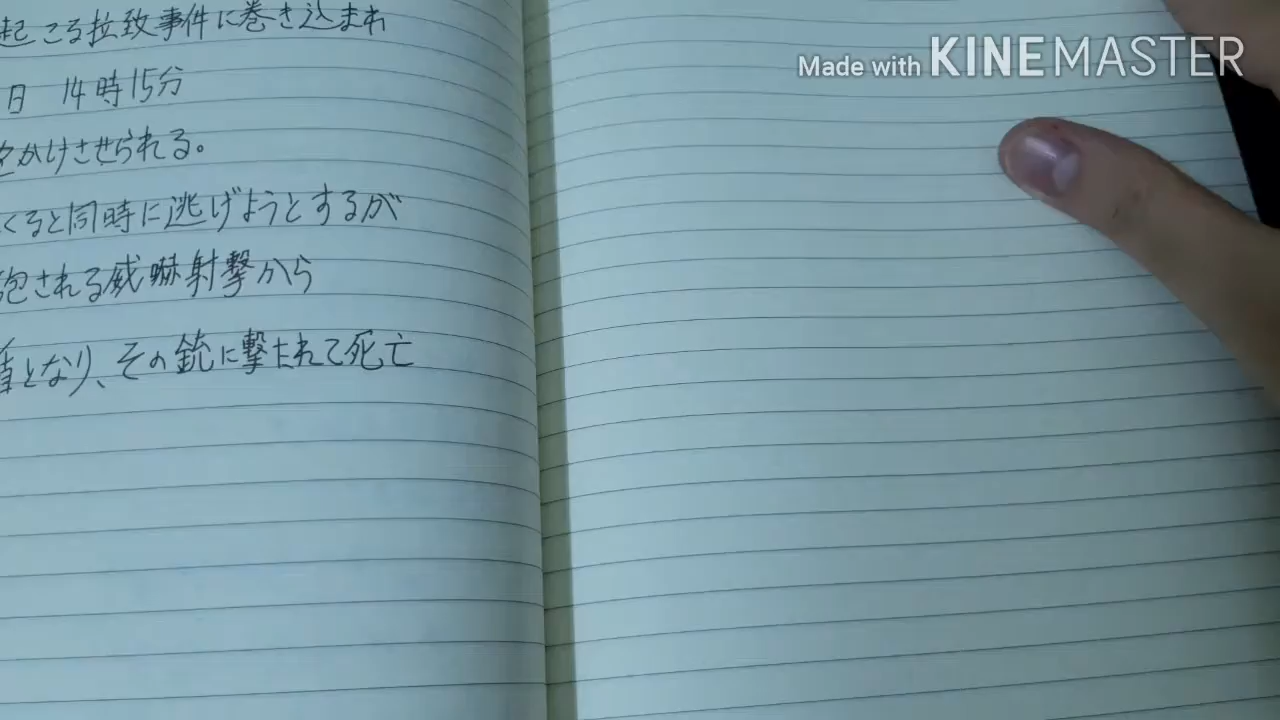 起こる拉致事件に巻き込まれ
日 14時15分
をかけさせられる。
くると同時に逃げようとするが
砲される威嚇射撃から
盾となり、その銃に撃たれて死亡
Made with KINEMASTER